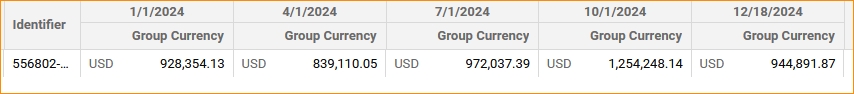 Identifier 1/1/2024 4/1/2024 7/1/2024 10/1/2024 12/18/2024
Group Currency Group Currency Group Currency Group Currency Group Currency
556802-... USD 928,354.13 USD 839,110.05 USD 972,037.39 USD 1,254,248.14 USD 944,891.87